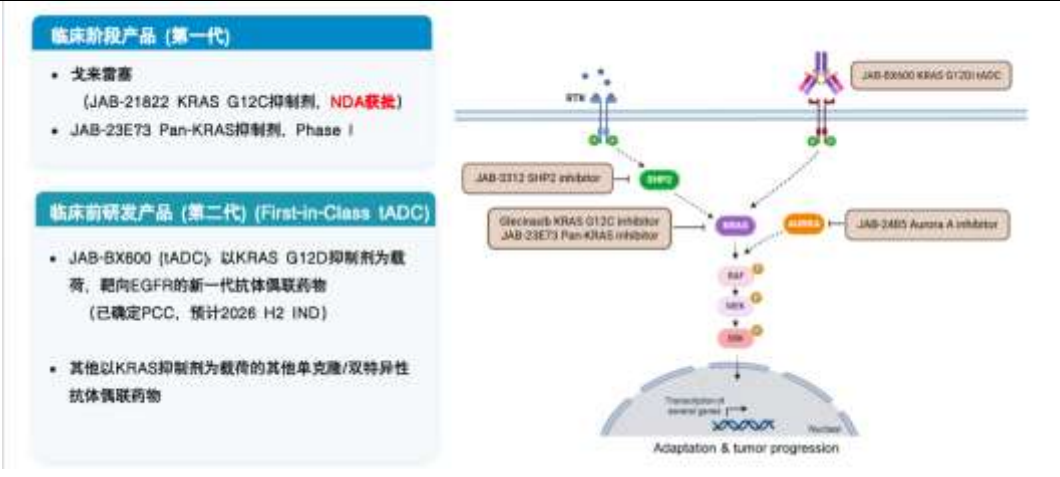 临床阶段产品 (第一代)
• 戈来雷塞
(JAB-21822 KRAS G12C抑制剂，NDA获批)
• JAB-23E73 Pan-KRAS抑制剂，Phase I
临床前研发产品 (第二代) (First-in-Class tADC)
• JAB-BX600 (tADC)，以KRAS G12D抑制剂为载
荷，靶向EGFR的新一代抗体偶联药物
(已确定PCC，预计2026 H2 IND)
• 其他以KRAS抑制剂为载荷的其他单克隆/双特异性
抗体偶联药物
JAB-BX600 KRAS G12Di tADC
RTK
JAB-3312 SHP2 inhibitor
SHP2
Glecirasib KRAS G12C inhibitor
JAB-23E73 Pan-KRAS inhibitor
KRAS
AURKA
JAB-2485 Aurora A inhibitor
RAF
MEK
Transcription of
several genes
Nucleus
Adaptation & tumor progression